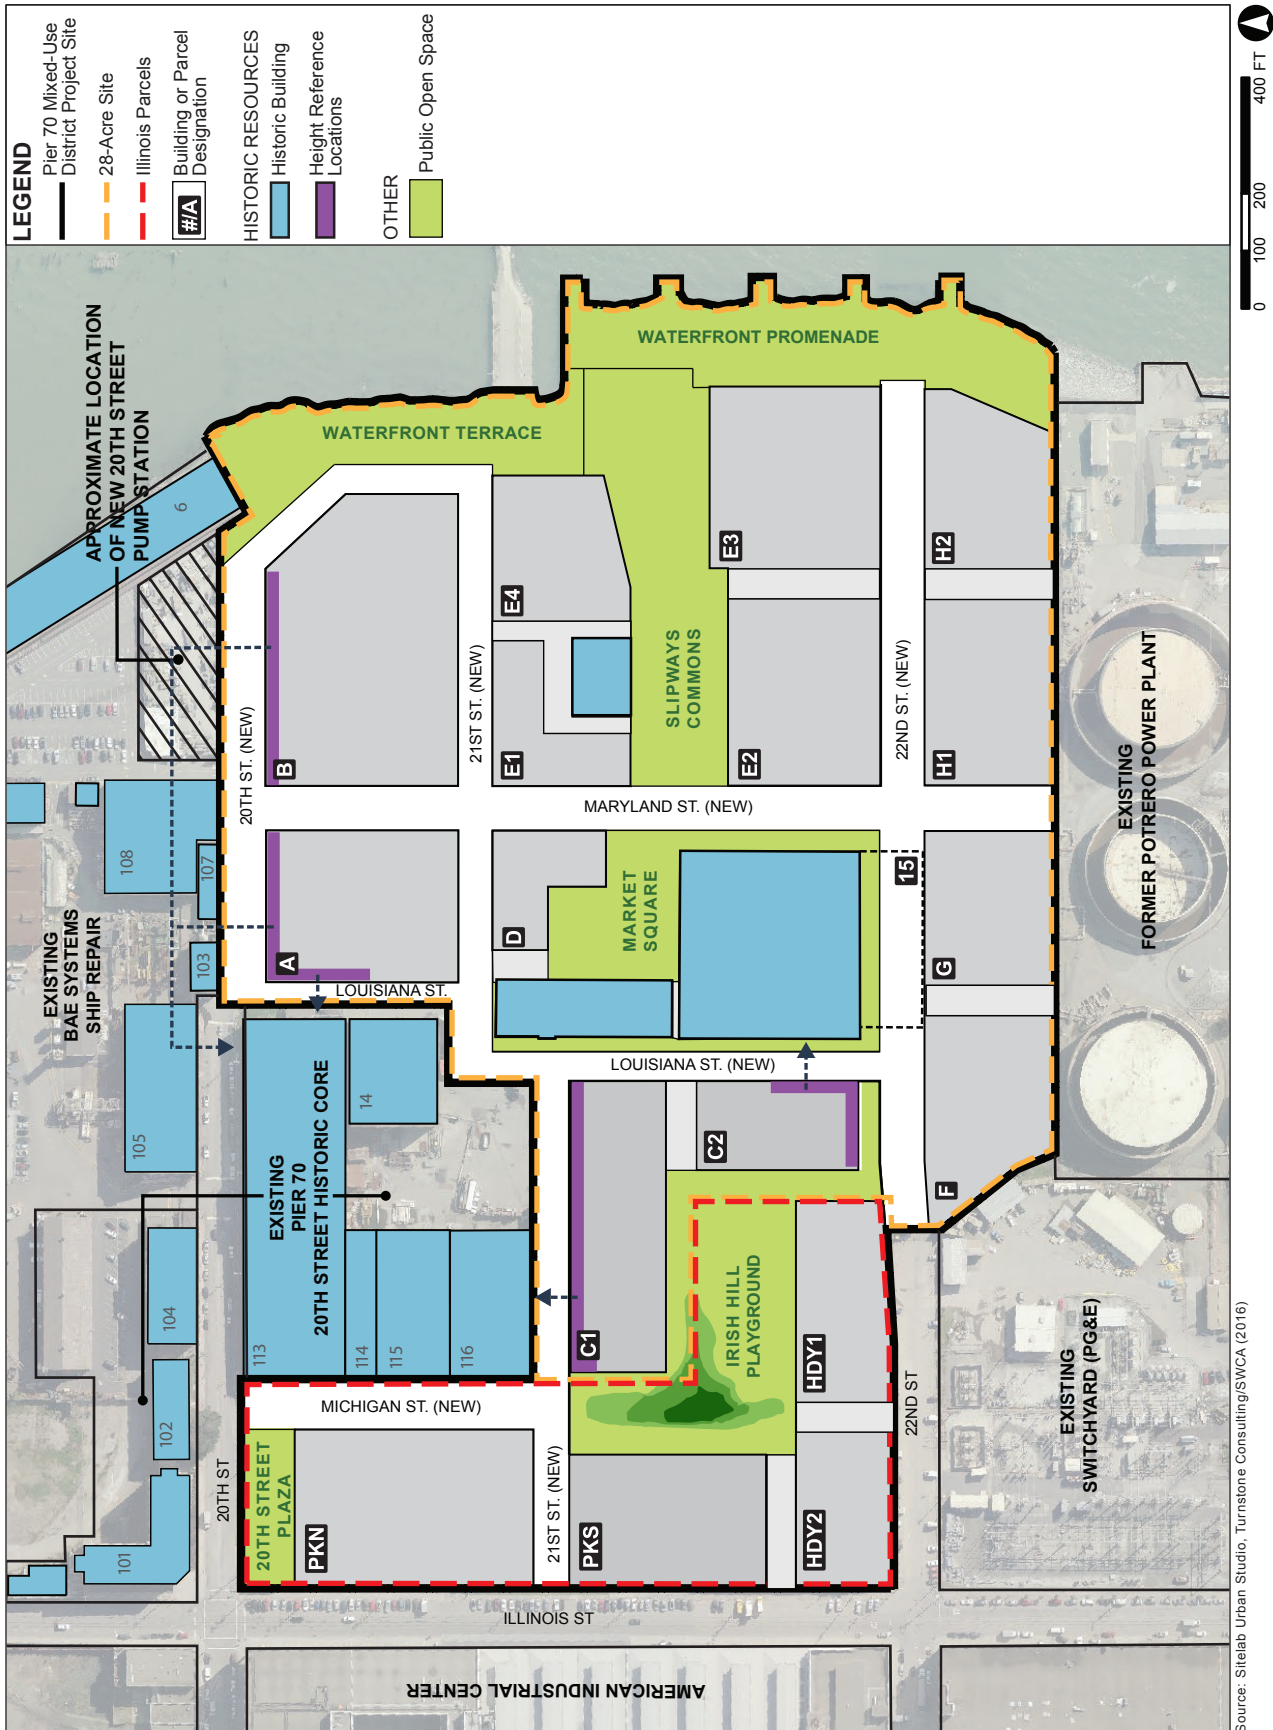 LEGEND
Pier 70 Mixed-Use
District Project Site
28-Acre Site
Illinois Parcels
#/A
Building or Parcel
Designation
HISTORIC RESOURCES
Historic Building
Height Reference
Locations
OTHER
Public Open Space
0
100
200
400 FT
APPROXIMATE LOCATION
OF NEW 20TH STREET
PUMP STATION
6
WATERFRONT TERRACE
WATERFRONT PROMENADE
EXISTING
BAE SYSTEMS
SHIP REPAIR
108
107
103
105
104
102
101
20TH ST. (NEW)
B
A
21ST ST. (NEW)
E4
E1
E3
E2
SLIPWAYS
COMMONS
22ND ST. (NEW)
H2
H1
MARYLAND ST. (NEW)
D
MARKET
SQUARE
15
G
F
LOUISIANA ST.
LOUISIANA ST. (NEW)
EXISTING
PIER 70
20TH STREET HISTORIC CORE
113
114
115
116
14
C1
C2
IRISH HILL
PLAYGROUND
HDY1
HDY2
MICHIGAN ST. (NEW)
20TH ST
20TH STREET
PLAZA
PKN
21ST ST. (NEW)
PKS
22ND ST
ILLINOIS ST
AMERICAN INDUSTRIAL CENTER
EXISTING
FORMER POTRERO POWER PLANT
EXISTING
SWITCHYARD (PG&E)
Source: Sitelab Urban Studio, Turnstone Consulting/SWCA (2016)